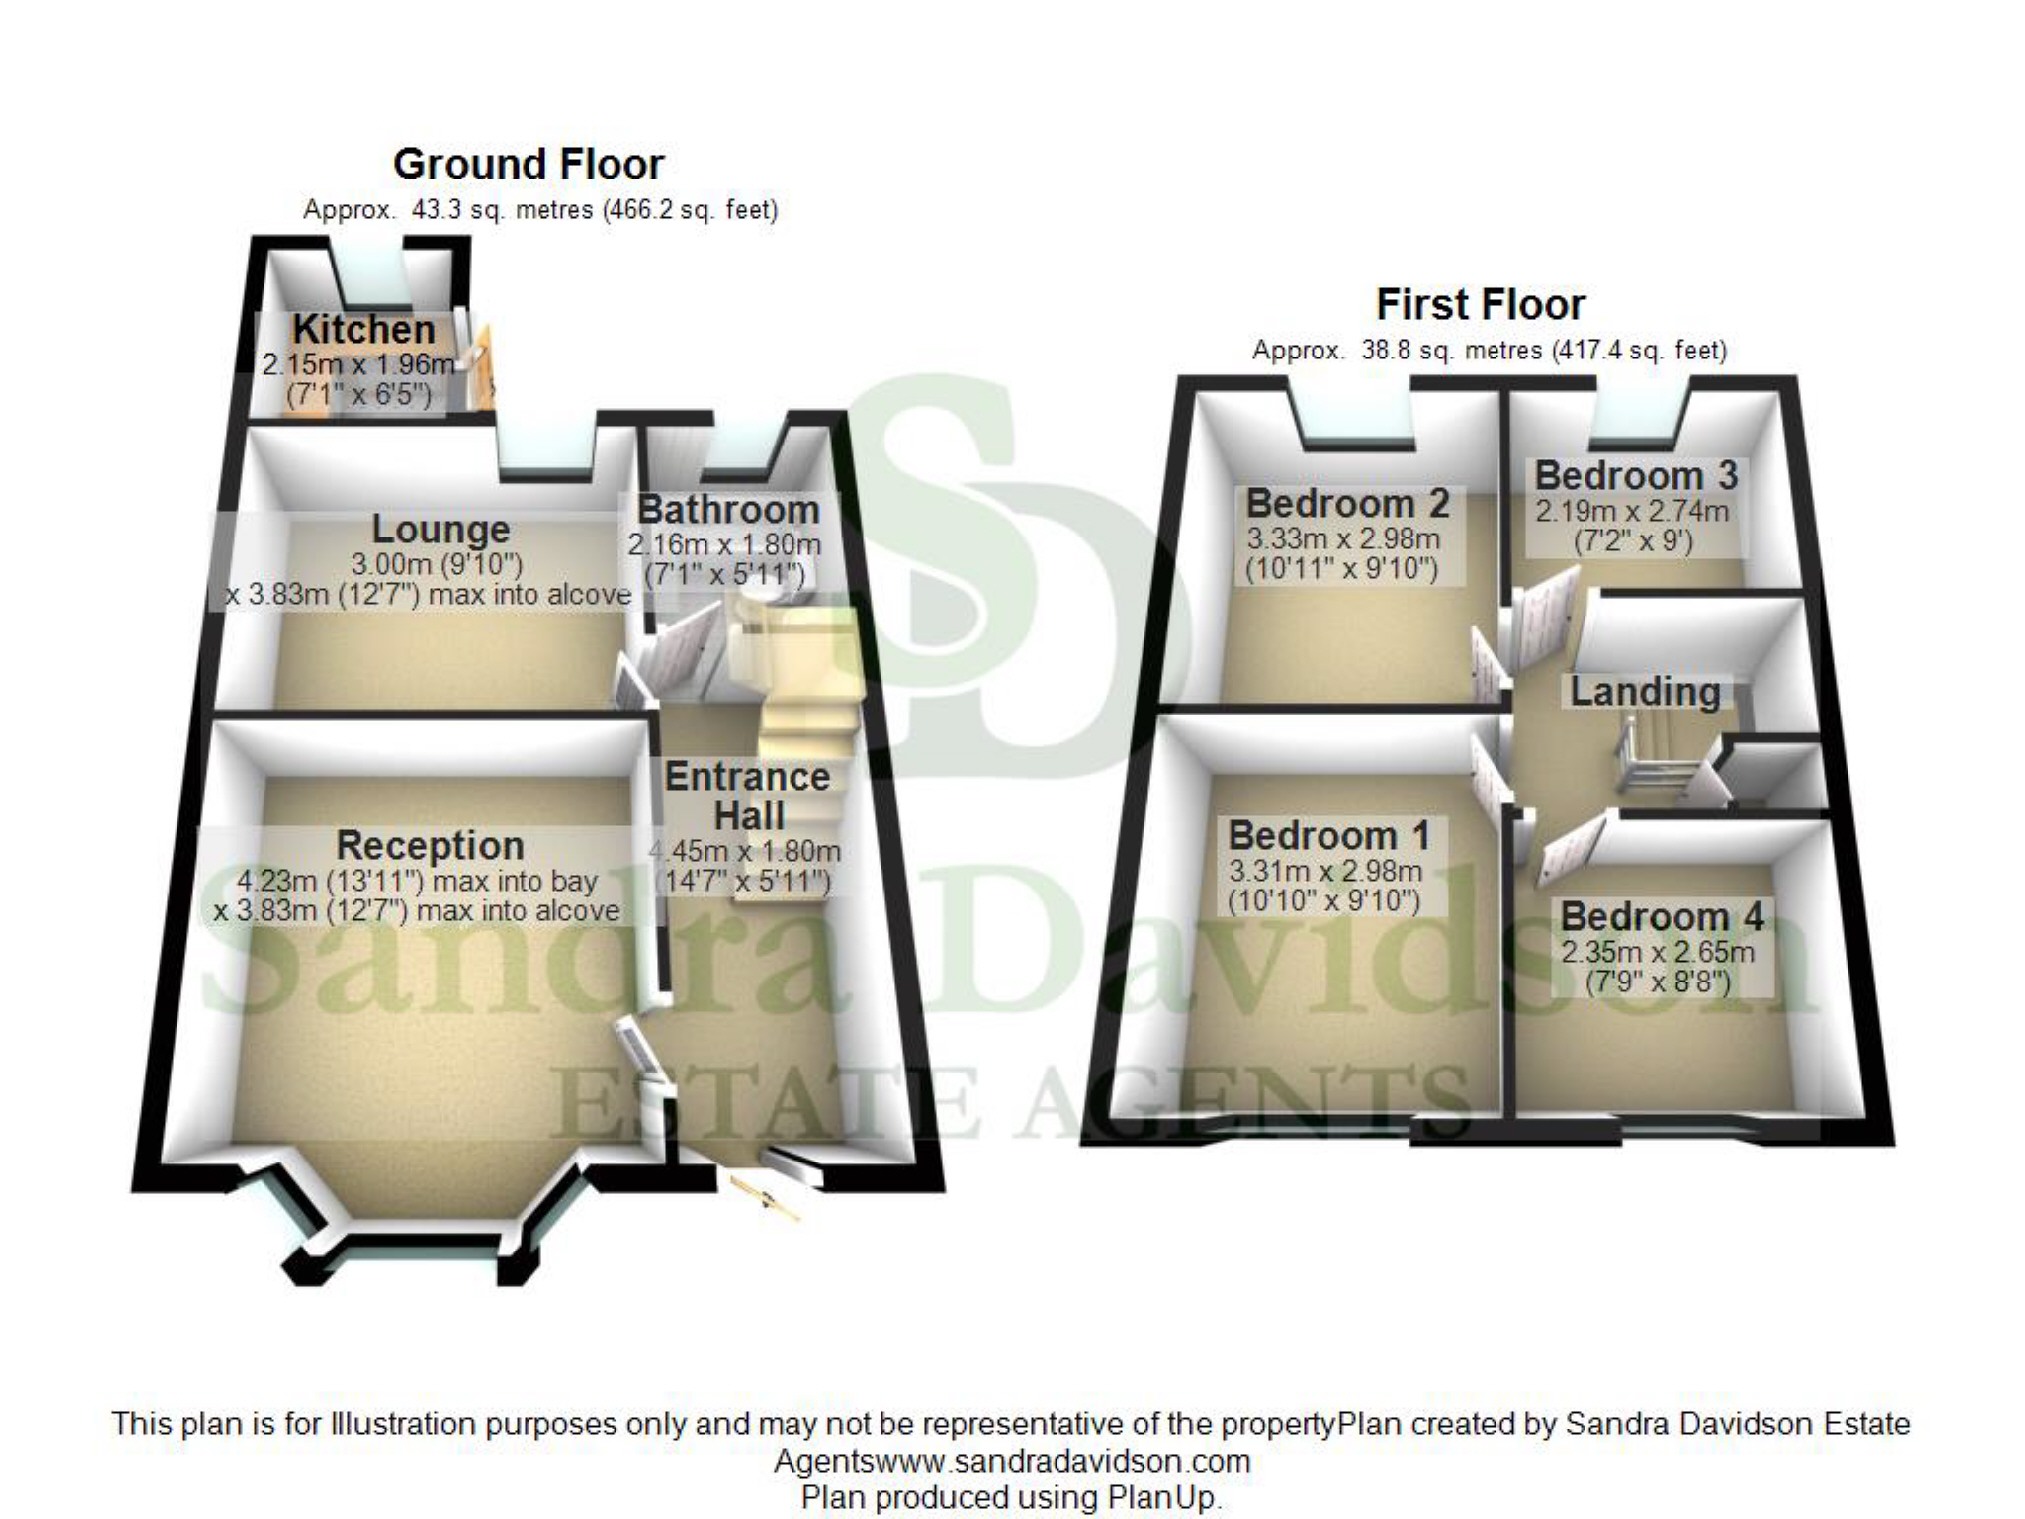 Ground Floor
Approx. 43.3 sq. metres (466.2 sq. feet)
Kitchen
2.15m x 1.96m
(7'1" x 6'5")
Lounge
3.00m (9'10")
x 3.83m (12'7") max into alcove
Bathroom
2.16m x 1.80m
(7'1" x 5'11")
Entrance
Hall
4.45m x 1.80m
(14'7" x 5'11")
Reception
4.23m (13'11") max into bay
x 3.83m (12'7") max into alcove
First Floor
Approx. 38.8 sq. metres (417.4 sq. feet)
Bedroom 2
3.33m x 2.98m
(10'11" x 9'10")
Bedroom 3
2.19m x 2.74m
(7'2" x 9')
Landing
Bedroom 1
3.31m x 2.98m
(10'10" x 9'10")
Bedroom 4
2.35m x 2.65m
(7'9" x 8'8")
SD
Sandra Davidson
ESTATE AGENTS
This plan is for Illustration purposes only and may not be representative of the propertyPlan created by Sandra Davidson Estate
Agentswww.sandradavidson.com
Plan produced using PlanUp.